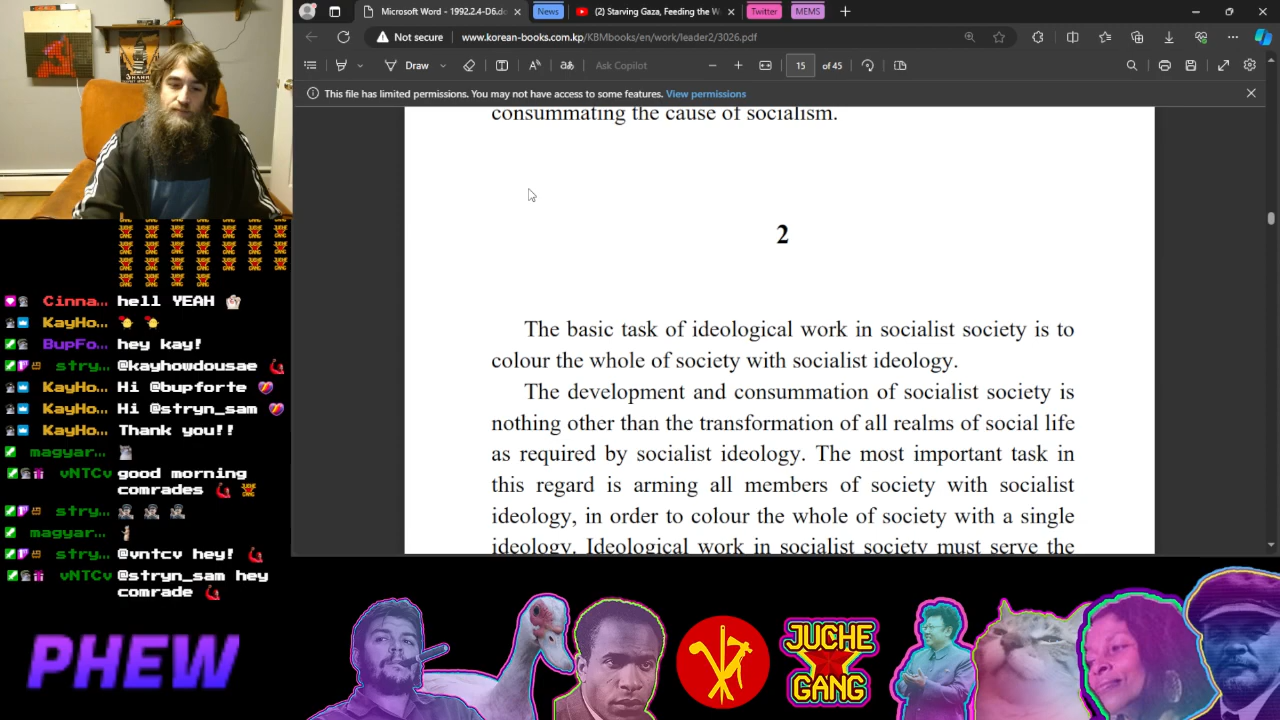 Microsoft Word - 1992.2.4-D6.do
News
(2) Starving Gaza, Feeding the W
Twitter
MEMS
Not secure
www.korean-books.com.kp/KBMbooks/en/work/leader2/3026.pdf
Draw
Ask Copilot
15
of 45
This file has limited permissions. You may not have access to some features. View permissions
consummating the cause of socialism.
2
The basic task of ideological work in socialist society is to
colour the whole of society with socialist ideology.
The development and consummation of socialist society is
nothing other than the transformation of all realms of social life
as required by socialist ideology. The most important task in
this regard is arming all members of society with socialist
ideology, in order to colour the whole of society with a single
ideology. Ideological work in socialist society must serve the
Cinna... hell YEAH
KayHo...
BupFo... hey kay!
stry... @kayhowdousae
KayHo... Hi @bupforte
KayHo... Hi @stryn_sam
KayHo... Thank you!!
magyar...
vNTCv good morning
comrades
stry...
magyar...
stry... @vntcv hey!
vNTCv @stryn_sam hey
comrade
PHEW
JUCHE
GANG